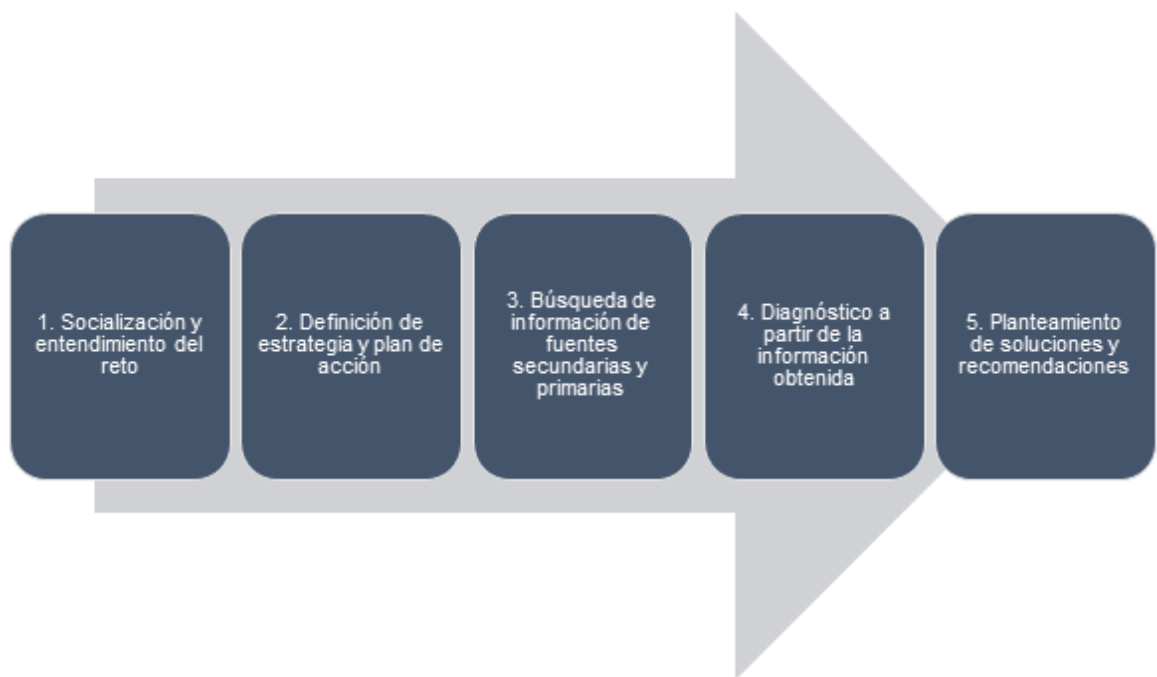 1. Socialización y
entendimiento del
reto
2. Definición de
estrategia y plan de
acción
3. Búsqueda de
información de
fuentes
secundarias y
primarias
4. Diagnóstico a
partir de la
información
obtenida
5. Planteamiento
de soluciones y
recomendaciones